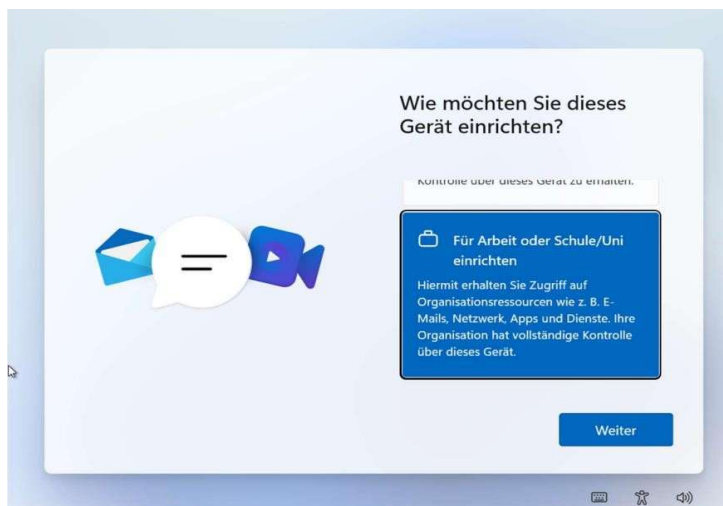 Wie möchten Sie dieses
Gerät einrichten?
Kontrolle über dieses Gerät zu erhalten.
Für Arbeit oder Schule/Uni
einrichten
Hiermit erhalten Sie Zugriff auf
Organisationsressourcen wie z. B. E-
Mails, Netzwerk, Apps und Dienste. Ihre
Organisation hat vollständige Kontrolle
über dieses Gerät.
Weiter